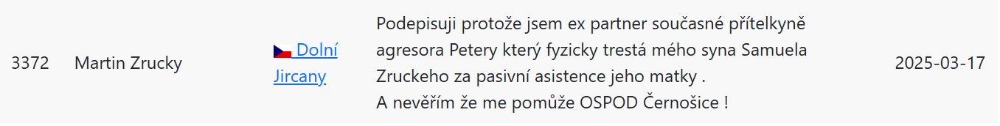 3372 Martin Zrucky Dolní Jircany Podepisuji protože jsem ex partner současné přítelkyně
agresora Petery který fyzicky trestá mého syna Samuela
Zruckeho za pasivní asistence jeho matky .
A nevěřím že me pomůže OSPOD Černošice !
2025-03-17